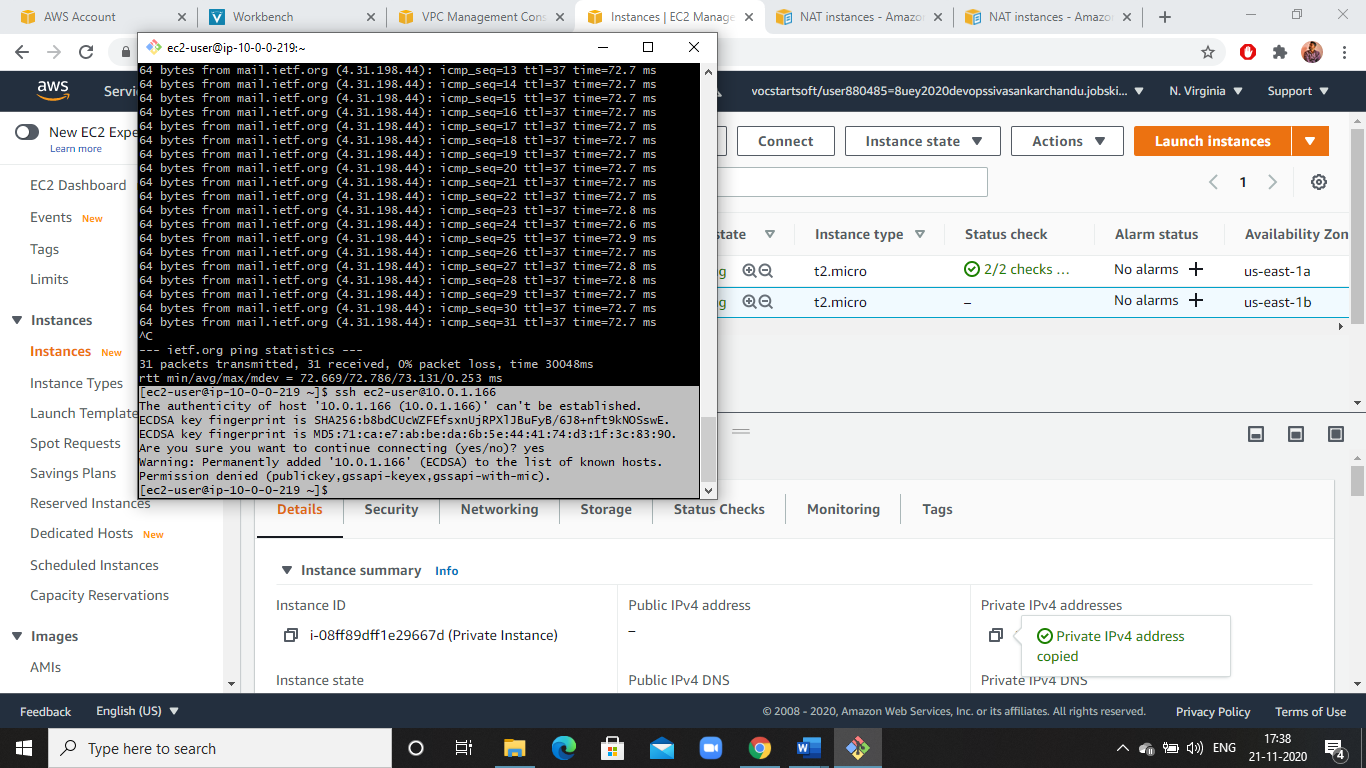 AWS Account
Workbench
VPC Management Cons
Instances | EC2 Manage
NAT instances - Amazo
NAT instances - Amazo
ec2-user@ip-10-0-0-219:~
64 bytes from mail.ietf.org (4.31.198.44): icmp_seq=13 ttl=37 time=72.7 ms
64 bytes from mail.ietf.org (4.31.198.44): icmp_seq=14 ttl=37 time=72.7 ms
64 bytes from mail.ietf.org (4.31.198.44): icmp_seq=15 ttl=37 time=72.7 ms
64 bytes from mail.ietf.org (4.31.198.44): icmp_seq=16 ttl=37 time=72.7 ms
64 bytes from mail.ietf.org (4.31.198.44): icmp_seq=17 ttl=37 time=72.7 ms
64 bytes from mail.ietf.org (4.31.198.44): icmp_seq=18 ttl=37 time=72.7 ms
64 bytes from mail.ietf.org (4.31.198.44): icmp_seq=19 ttl=37 time=72.7 ms
64 bytes from mail.ietf.org (4.31.198.44): icmp_seq=20 ttl=37 time=72.7 ms
64 bytes from mail.ietf.org (4.31.198.44): icmp_seq=21 ttl=37 time=72.7 ms
64 bytes from mail.ietf.org (4.31.198.44): icmp_seq=22 ttl=37 time=72.7 ms
64 bytes from mail.ietf.org (4.31.198.44): icmp_seq=23 ttl=37 time=72.8 ms
64 bytes from mail.ietf.org (4.31.198.44): icmp_seq=24 ttl=37 time=72.6 ms
64 bytes from mail.ietf.org (4.31.198.44): icmp_seq=25 ttl=37 time=72.9 ms
64 bytes from mail.ietf.org (4.31.198.44): icmp_seq=26 ttl=37 time=72.7 ms
64 bytes from mail.ietf.org (4.31.198.44): icmp_seq=27 ttl=37 time=72.8 ms
64 bytes from mail.ietf.org (4.31.198.44): icmp_seq=28 ttl=37 time=72.8 ms
64 bytes from mail.ietf.org (4.31.198.44): icmp_seq=29 ttl=37 time=72.7 ms
64 bytes from mail.ietf.org (4.31.198.44): icmp_seq=30 ttl=37 time=72.7 ms
64 bytes from mail.ietf.org (4.31.198.44): icmp_seq=31 ttl=37 time=72.7 ms
^C
--- ietf.org ping statistics ---
31 packets transmitted, 31 received, 0% packet loss, time 30048ms
rtt min/avg/max/mdev = 72.669/72.786/73.131/0.253 ms
[ec2-user@ip-10-0-0-219 ~]$ ssh ec2-user@10.0.1.166
The authenticity of host '10.0.1.166 (10.0.1.166)' can't be established.
ECDSA key fingerprint is SHA256:b8bdCUcWZFEfsxnUjRPXlJBuFyB/6J8+nft9kNOSswE.
ECDSA key fingerprint is MD5:71:ca:e7:ab:be:da:6b:5e:44:41:74:d3:1f:3c:83:90.
Are you sure you want to continue connecting (yes/no)? yes
Warning: Permanently added '10.0.1.166' (ECDSA) to the list of known hosts.
Permission denied (publickey,gssapi-keyex,gssapi-with-mic).
[ec2-user@ip-10-0-0-219 ~]$
aws
Servi
vocstartsoft/user880485=8uey2020devopssivasankarchandu.jobski...
N. Virginia
Support
New EC2 Expe
Learn more
EC2 Dashboard
Events New
Tags
Limits
Instances
Instances New
Instance Types
Launch Template
Spot Requests
Savings Plans
Reserved Instances
Dedicated Hosts New
Scheduled Instances
Capacity Reservations
Images
AMIs
Connect
Instance state
Actions
Launch instances
1
tate
Instance type
Status check
Alarm status
Availability Zon
g
t2.micro
2/2 checks ...
No alarms +
us-east-1a
g
t2.micro
–
No alarms +
us-east-1b
Details
Security
Networking
Storage
Status Checks
Monitoring
Tags
Instance summary Info
Instance ID
Public IPv4 address
Private IPv4 addresses
i-08ff89dff1e29667d (Private Instance)
–
Private IPv4 address
copied
Instance state
Public IPv4 DNS
Private IPv4 DNS
Feedback
English (US)
© 2008 - 2020, Amazon Web Services, Inc. or its affiliates. All rights reserved.
Privacy Policy
Terms of Use
Type here to search
ENG
17:38
21-11-2020
4